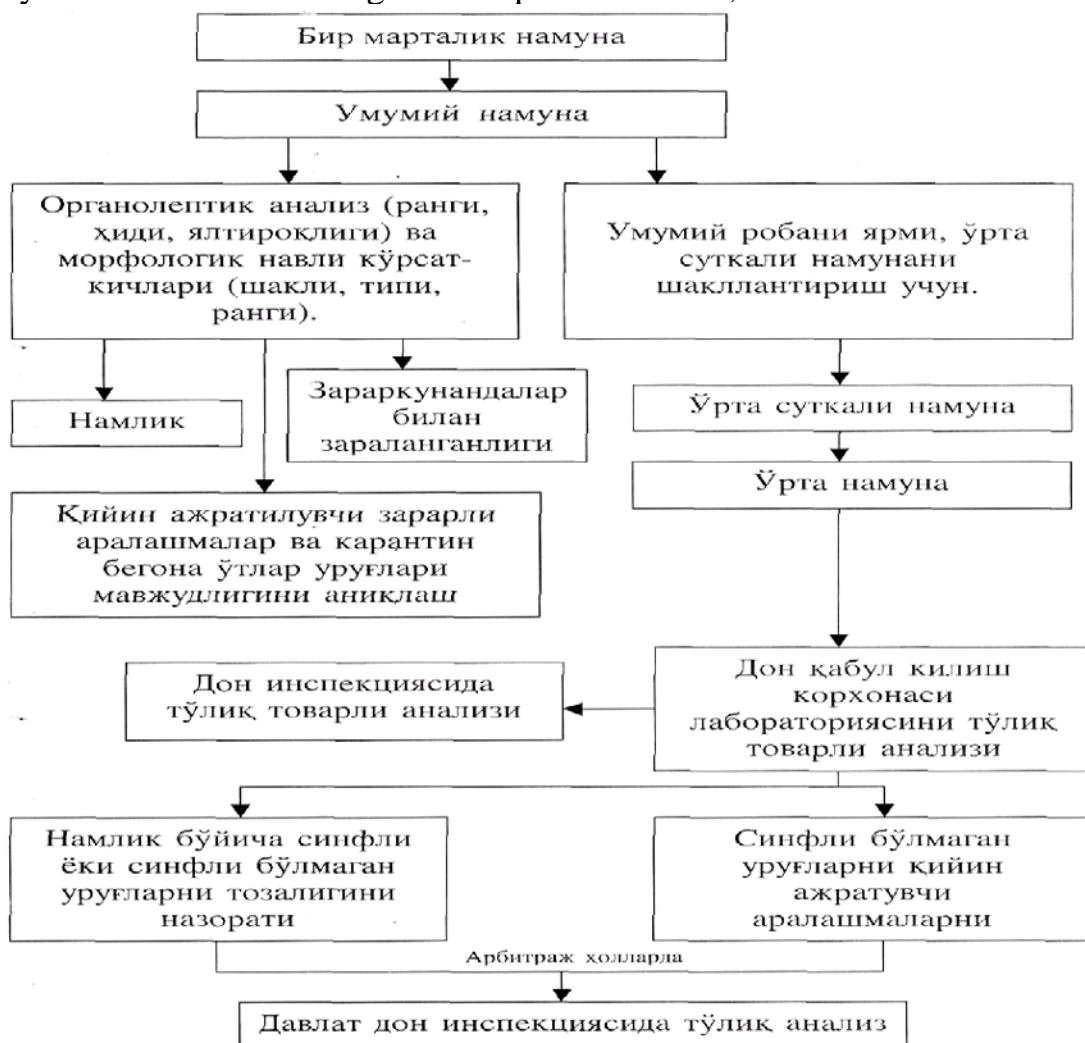 Бир марталик намуна
Умумий намуна
Органолептик анализ (ранги,
ҳиди, ялтироқлиги) ва
морфологик навли кўрсат-
кичлари (шакли, типи,
ранги).
Умумий робани ярми, ўрта
суткали намунани
шакллантириш учун.
Намлик
Зараркунандалар
билан
зараланганлиги
Ўрта суткали намуна
Ўрта намуна
Қийин ажратилувчи зарарли
аралашмалар ва карантин
бегона ўтлар уруғлари
мавжудлигини аниқлаш
Дон инспекциясида
тўлиқ товарли анализи
Дон қабул килиш
корхонаси
лабораториясини тўлиқ
товарли анализи
Намлик бўйича синфли
ёки синфли бўлмаган
уруғларни тозалигини
назорати
Синфли бўлмаган
уруғларни қийин
ажратувчи
аралашмаларни
Арбитраж ҳолларда
Давлат дон инспекциясида тўлиқ анализ